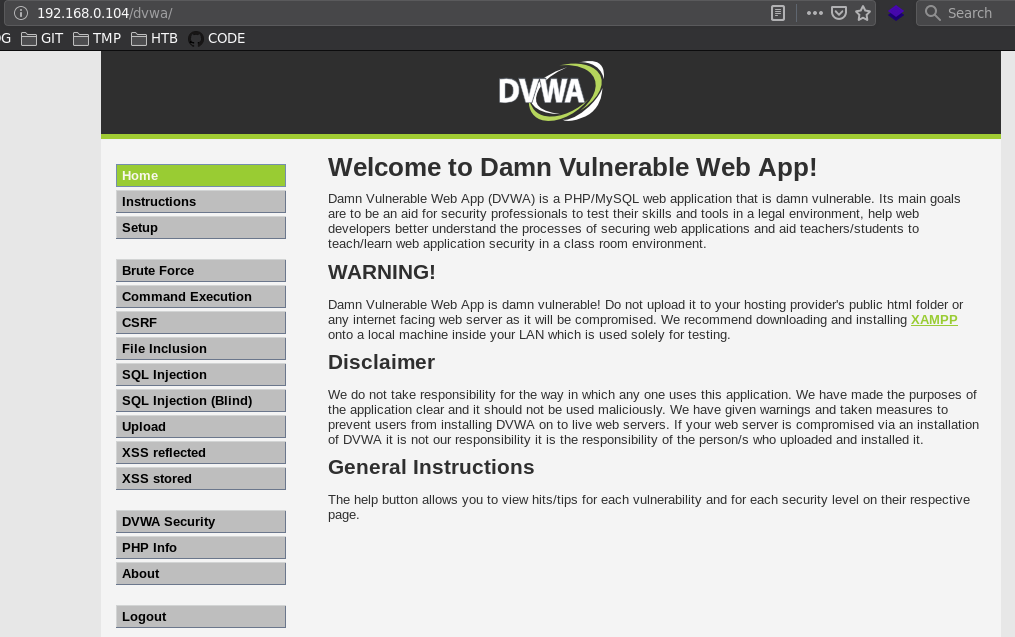 192.168.0.104/dvwa/
Search
G GIT TMP HTB CODE
DVWA
Home
Instructions
Setup
Brute Force
Command Execution
CSRF
File Inclusion
SQL Injection
SQL Injection (Blind)
Upload
XSS reflected
XSS stored
DVWA Security
PHP Info
About
Logout
Welcome to Damn Vulnerable Web App!
Damn Vulnerable Web App (DVWA) is a PHP/MySQL web application that is damn vulnerable. Its main goals
are to be an aid for security professionals to test their skills and tools in a legal environment, help web
developers better understand the processes of securing web applications and aid teachers/students to
teach/learn web application security in a class room environment.
WARNING!
Damn Vulnerable Web App is damn vulnerable! Do not upload it to your hosting provider's public html folder or
any internet facing web server as it will be compromised. We recommend downloading and installing XAMPP
onto a local machine inside your LAN which is used solely for testing.
Disclaimer
We do not take responsibility for the way in which any one uses this application. We have made the purposes of
the application clear and it should not be used maliciously. We have given warnings and taken measures to
prevent users from installing DVWA on to live web servers. If your web server is compromised via an installation
of DVWA it is not our responsibility it is the responsibility of the person/s who uploaded and installed it.
General Instructions
The help button allows you to view hits/tips for each vulnerability and for each security level on their respective
page.